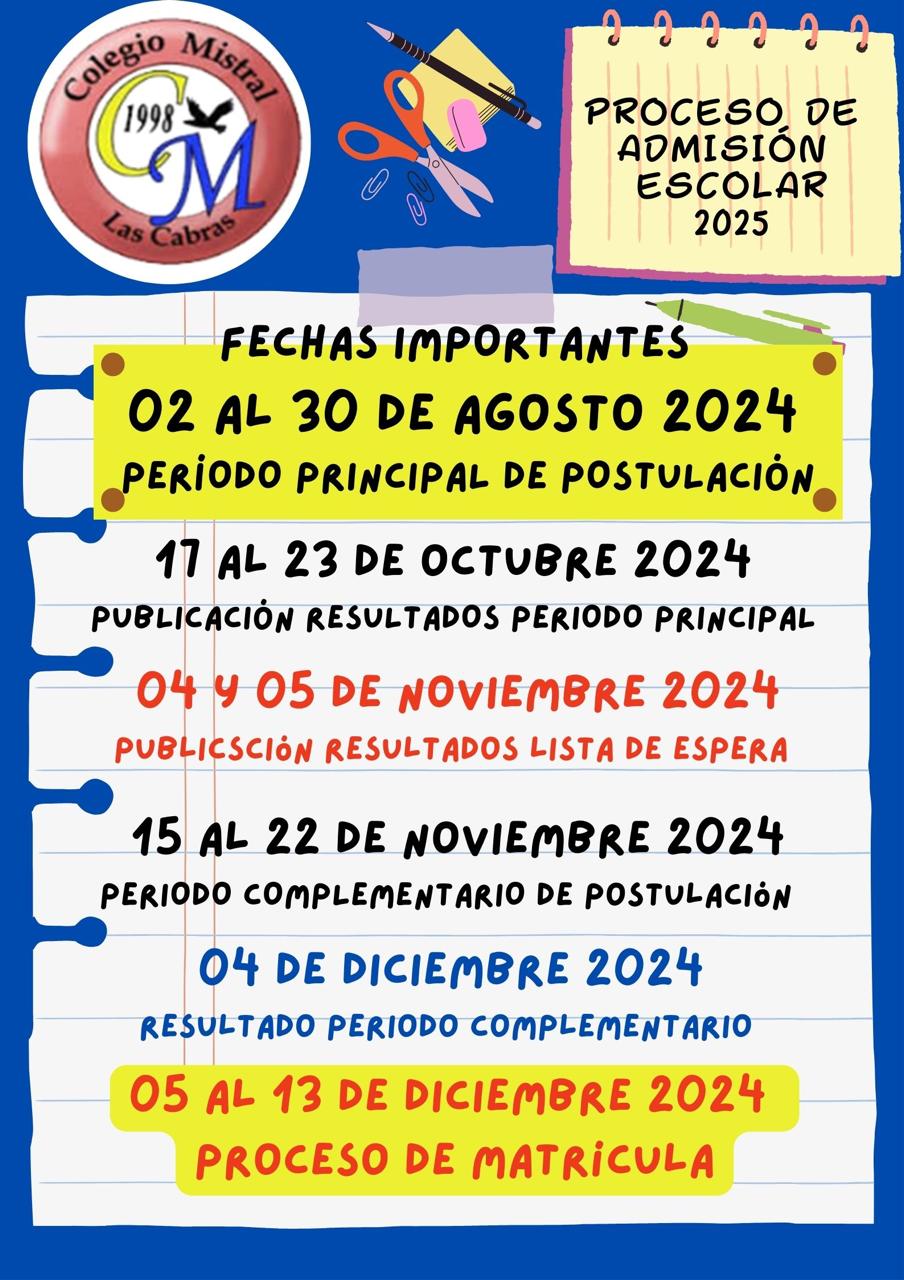 Colegio Mistral
1998
CM
Las Cabras
PROCESO DE
ADMISIÓN
ESCOLAR
2025
FECHAS IMPORTANTES
02 AL 30 DE AGOSTO 2024
PERÍODO PRINCIPAL DE POSTULACIÓN
17 AL 23 DE OCTUBRE 2024
PUBLICACIÓN RESULTADOS PERIODO PRINCIPAL
04 Y 05 DE NOVIEMBRE 2024
PUBLICSCIÓN RESULTADOS LISTA DE ESPERA
15 AL 22 DE NOVIEMBRE 2024
PERIODO COMPLEMENTARIO DE POSTULACIÓN
04 DE DICIEMBRE 2024
RESULTADO PERIODO COMPLEMENTARIO
05 AL 13 DE DICIEMBRE 2024
PROCESO DE MATRÍCULA